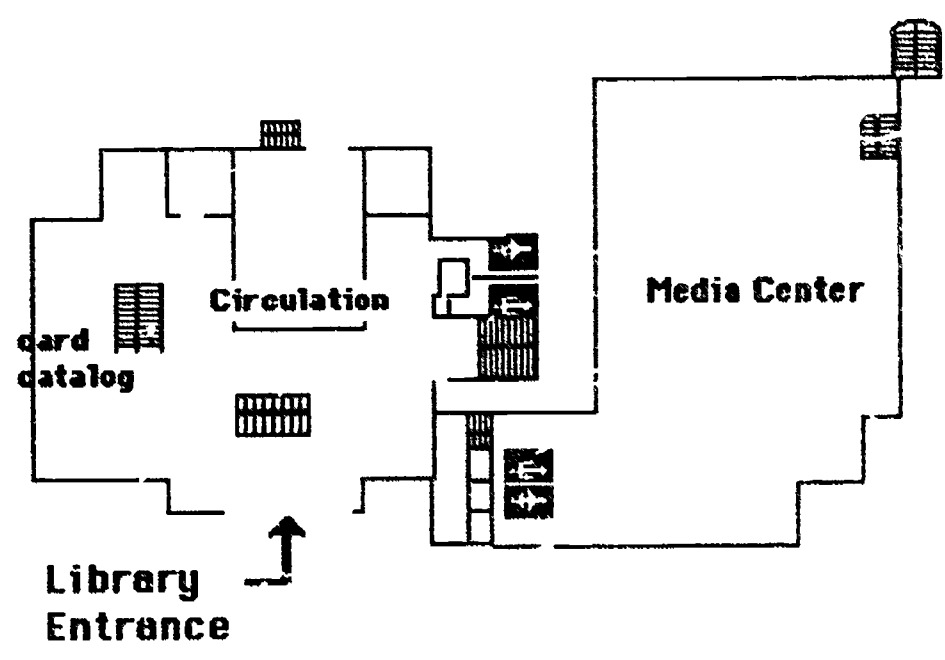 Circulation
Media Center
card
catalog
Library
Entrance